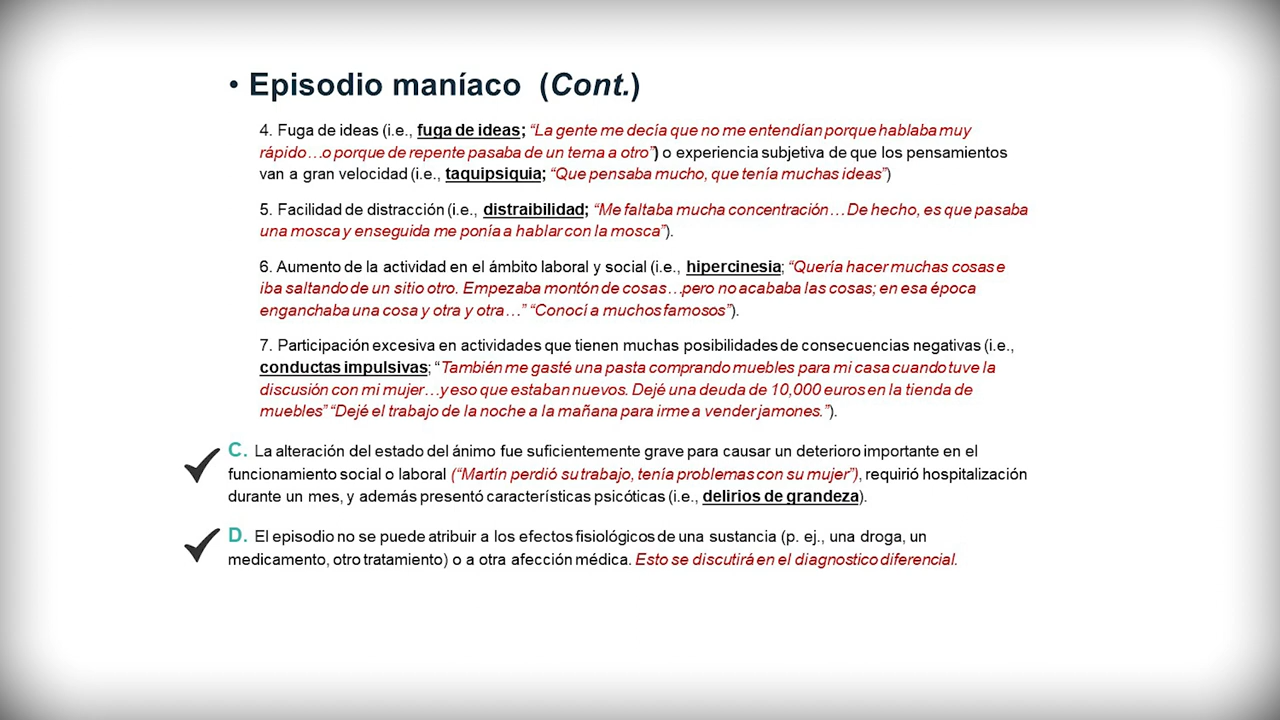 • Episodio maníaco (Cont.)
4. Fuga de ideas (i.e., fuga de ideas; “La gente me decía que no me entendían porque hablaba muy
rápido…o porque de repente pasaba de un tema a otro”) o experiencia subjetiva de que los pensamientos
van a gran velocidad (i.e., taquipsiquia; “Que pensaba mucho, que tenía muchas ideas”)
5. Facilidad de distracción (i.e., distraibilidad; “Me faltaba mucha concentración…De hecho, es que pasaba
una mosca y enseguida me ponía a hablar con la mosca”).
6. Aumento de la actividad en el ámbito laboral y social (i.e., hipercinesia; “Quería hacer muchas cosas e
iba saltando de un sitio otro. Empezaba montón de cosas…pero no acababa las cosas; en esa época
enganchaba una cosa y otra y otra…” “Conocí a muchos famosos”).
7. Participación excesiva en actividades que tienen muchas posibilidades de consecuencias negativas (i.e.,
conductas impulsivas; “También me gasté una pasta comprando muebles para mi casa cuando tuve la
discusión con mi mujer…y eso que estaban nuevos. Dejé una deuda de 10,000 euros en la tienda de
muebles” “Dejé el trabajo de la noche a la mañana para irme a vender jamones.”).
C. La alteración del estado del ánimo fue suficientemente grave para causar un deterioro importante en el
funcionamiento social o laboral (“Martín perdió su trabajo, tenía problemas con su mujer”), requirió hospitalización
durante un mes, y además presentó características psicóticas (i.e., delirios de grandeza).
D. El episodio no se puede atribuir a los efectos fisiológicos de una sustancia (p. ej., una droga, un
medicamento, otro tratamiento) o a otra afección médica. Esto se discutirá en el diagnostico diferencial.